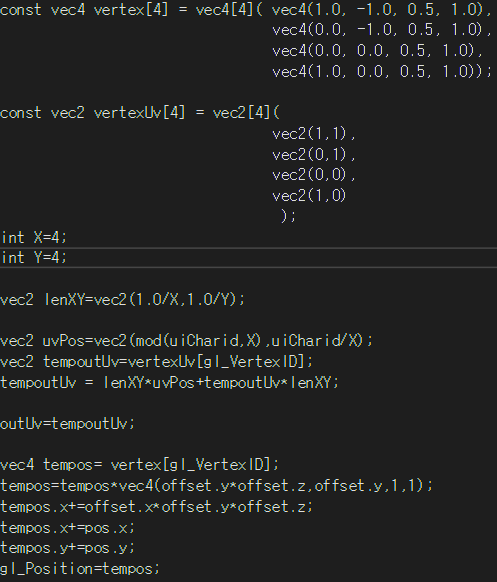 const vec4 vertex[4] = vec4[4]( vec4(1.0, -1.0, 0.5, 1.0),
vec4(0.0, -1.0, 0.5, 1.0),
vec4(0.0, 0.0, 0.5, 1.0),
vec4(1.0, 0.0, 0.5, 1.0));
const vec2 vertexUv[4] = vec2[4](
vec2(1,1),
vec2(0,1),
vec2(0,0),
vec2(1,0)
);
int X=4;
int Y=4;
vec2 lenXY=vec2(1.0/X,1.0/Y);
vec2 uvPos=vec2(mod(uiCharid,X),uiCharid/X);
vec2 tempoutUv=vertexUv[gl_VertexID];
tempoutUv = lenXY*uvPos+tempoutUv*lenXY;
outUv=tempoutUv;
vec4 tempos= vertex[gl_VertexID];
tempos=tempos*vec4(offset.y*offset.z,offset.y,1,1);
tempos.x+=offset.x*offset.y*offset.z;
tempos.x+=pos.x;
tempos.y+=pos.y;
gl_Position=tempos;